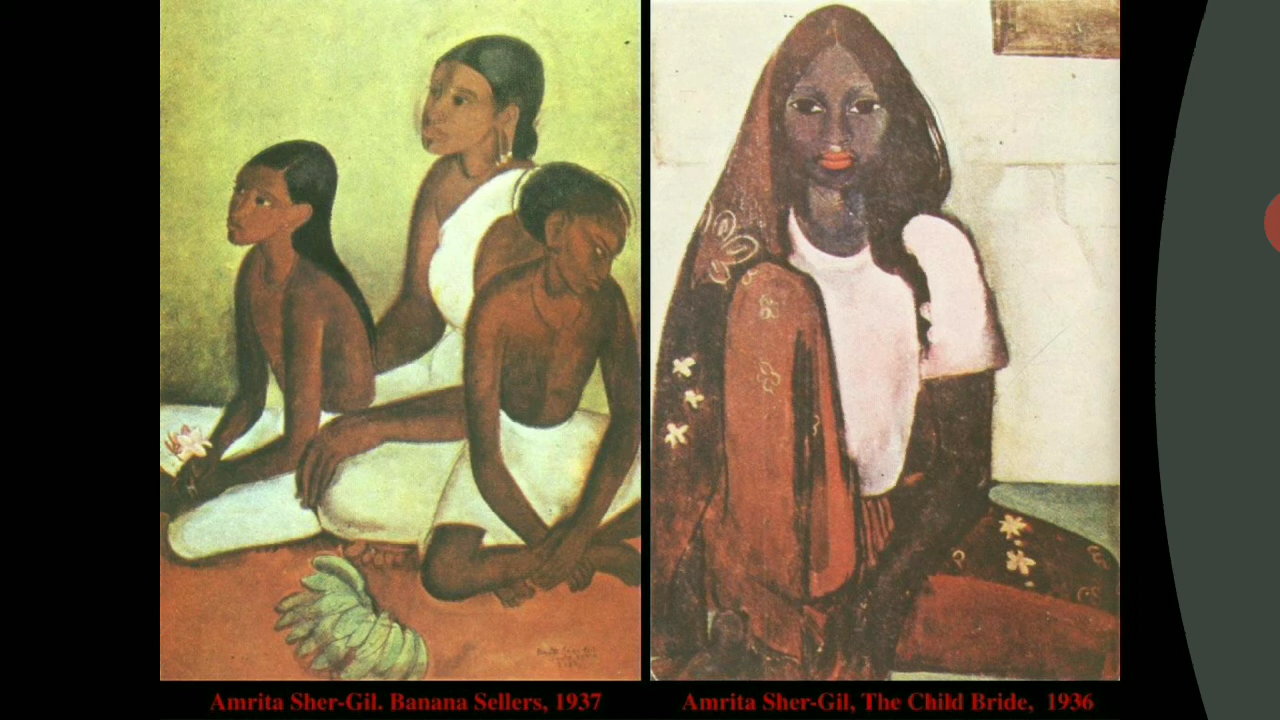 Amrita Sher-Gil. Banana Sellers, 1937
Amrita Sher-Gil, The Child Bride,  1936